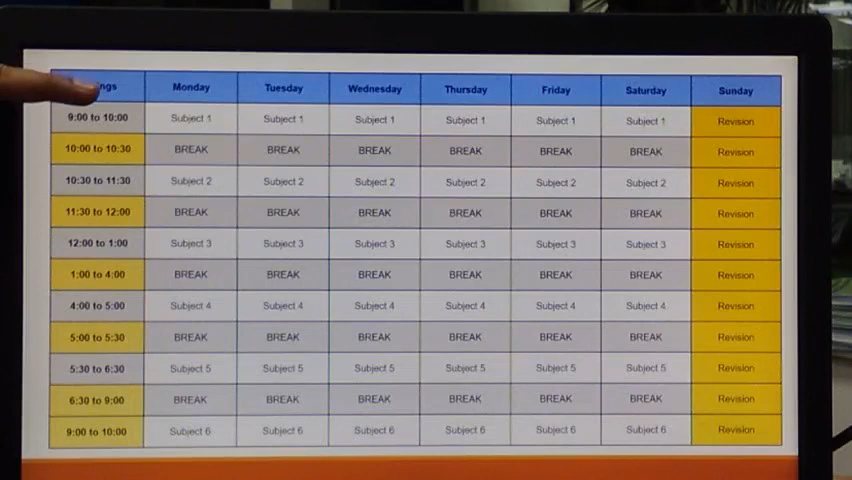 Monday Tuesday Wednesday Thursday Friday Saturday Sunday
9:00 to 10:00 Subject 1 Subject 1 Subject 1 Subject 1 Subject 1 Subject 1 Revision
10:00 to 10:30 BREAK BREAK BREAK BREAK BREAK BREAK Revision
10:30 to 11:30 Subject 2 Subject 2 Subject 2 Subject 2 Subject 2 Subject 2 Revision
11:30 to 12:00 BREAK BREAK BREAK BREAK BREAK BREAK Revision
12:00 to 1:00 Subject 3 Subject 3 Subject 3 Subject 3 Subject 3 Subject 3 Revision
1:00 to 4:00 BREAK BREAK BREAK BREAK BREAK BREAK Revision
4:00 to 5:00 Subject 4 Subject 4 Subject 4 Subject 4 Subject 4 Subject 4 Revision
5:00 to 5:30 BREAK BREAK BREAK BREAK BREAK BREAK Revision
5:30 to 6:30 Subject 5 Subject 5 Subject 5 Subject 5 Subject 5 Subject 5 Revision
6:30 to 9:00 BREAK BREAK BREAK BREAK BREAK BREAK Revision
9:00 to 10:00 Subject 6 Subject 6 Subject 6 Subject 6 Subject 6 Subject 6 Revision